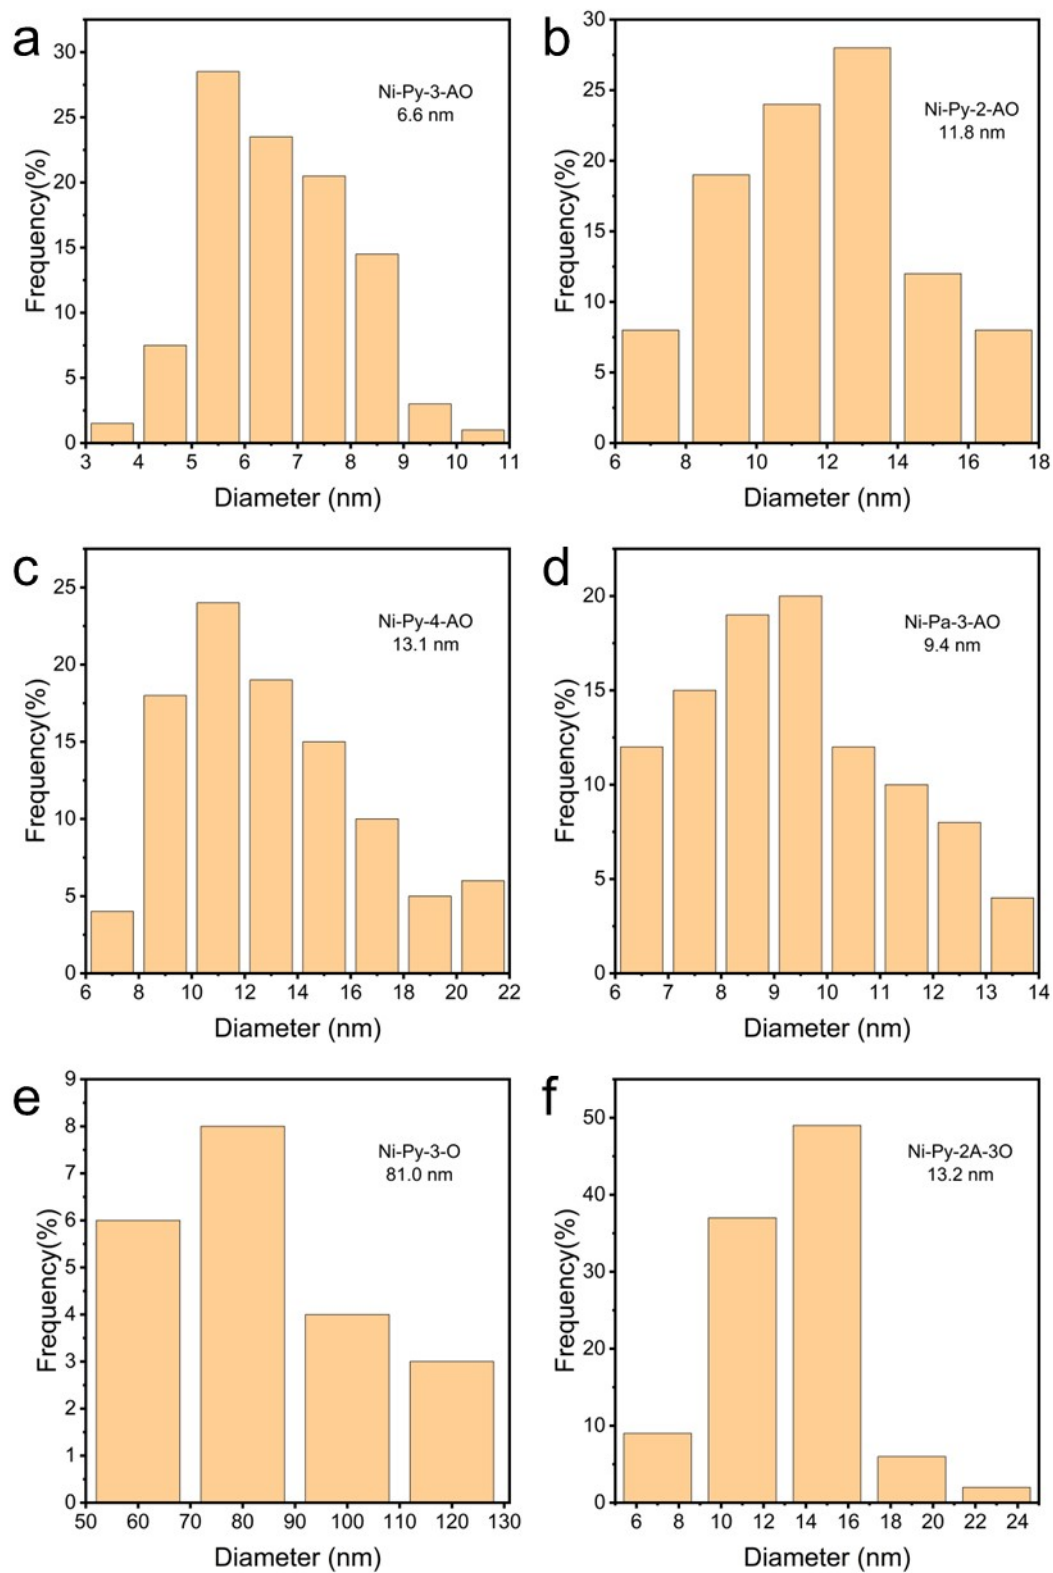 a
Ni-Py-3-AO
6.6 nm
Frequency(%)
30
25
20
15
10
5
0
3 4 5 6 7 8 9 10 11
Diameter (nm)
b
Ni-Py-2-AO
11.8 nm
Frequency(%)
30
25
20
15
10
5
0
6 8 10 12 14 16 18
Diameter (nm)
c
Ni-Py-4-AO
13.1 nm
Frequency(%)
25
20
15
10
5
0
6 8 10 12 14 16 18 20 22
Diameter (nm)
d
Ni-Pa-3-AO
9.4 nm
Frequency(%)
20
15
10
5
0
6 7 8 9 10 11 12 13 14
Diameter (nm)
e
Ni-Py-3-O
81.0 nm
Frequency(%)
9
8
7
6
5
4
3
2
1
0
50 60 70 80 90 100 110 120 130
Diameter (nm)
f
Ni-Py-2A-3O
13.2 nm
Frequency(%)
50
40
30
20
10
0
6 8 10 12 14 16 18 20 22 24
Diameter (nm)